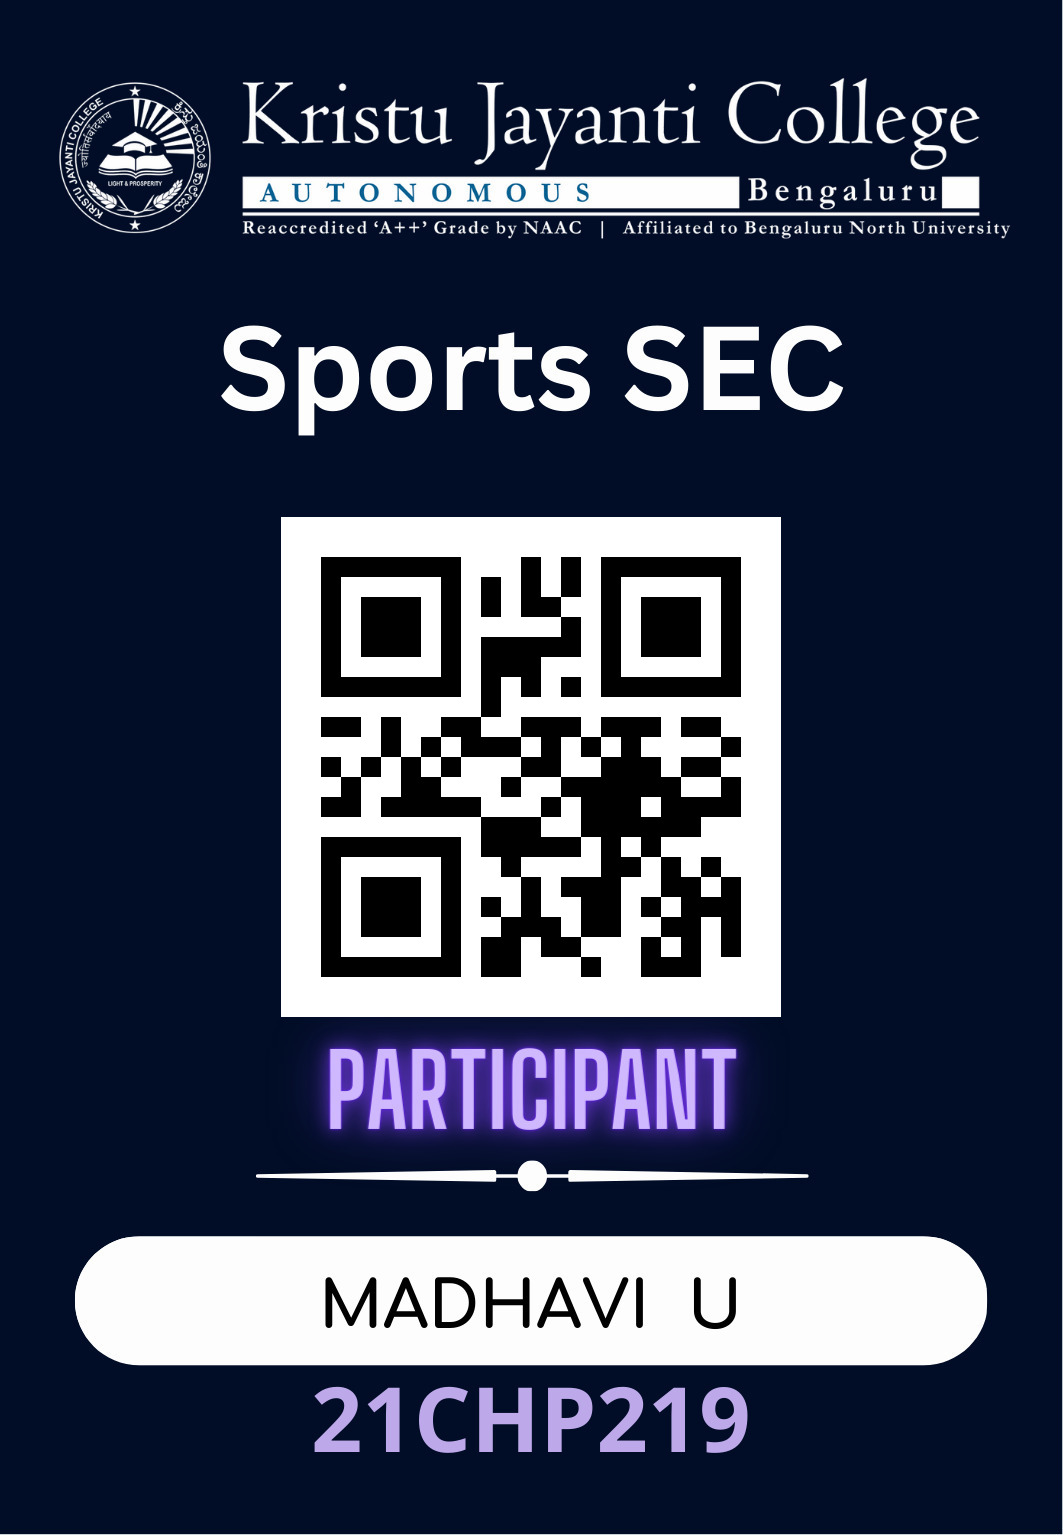 KRISTU JAYANTI COLLEGE
ಕ್ರಿಸ್ತು ಜಯಂತಿ ಕಾಲೇಜು
LIGHT & PROSPERITY
Kristu Jayanti College
AUTONOMOUS Bengaluru
Reaccredited ‘A++’ Grade by NAAC | Affiliated to Bengaluru North University
Sports SEC
PARTICIPANT
MADHAVI U
21CHP219